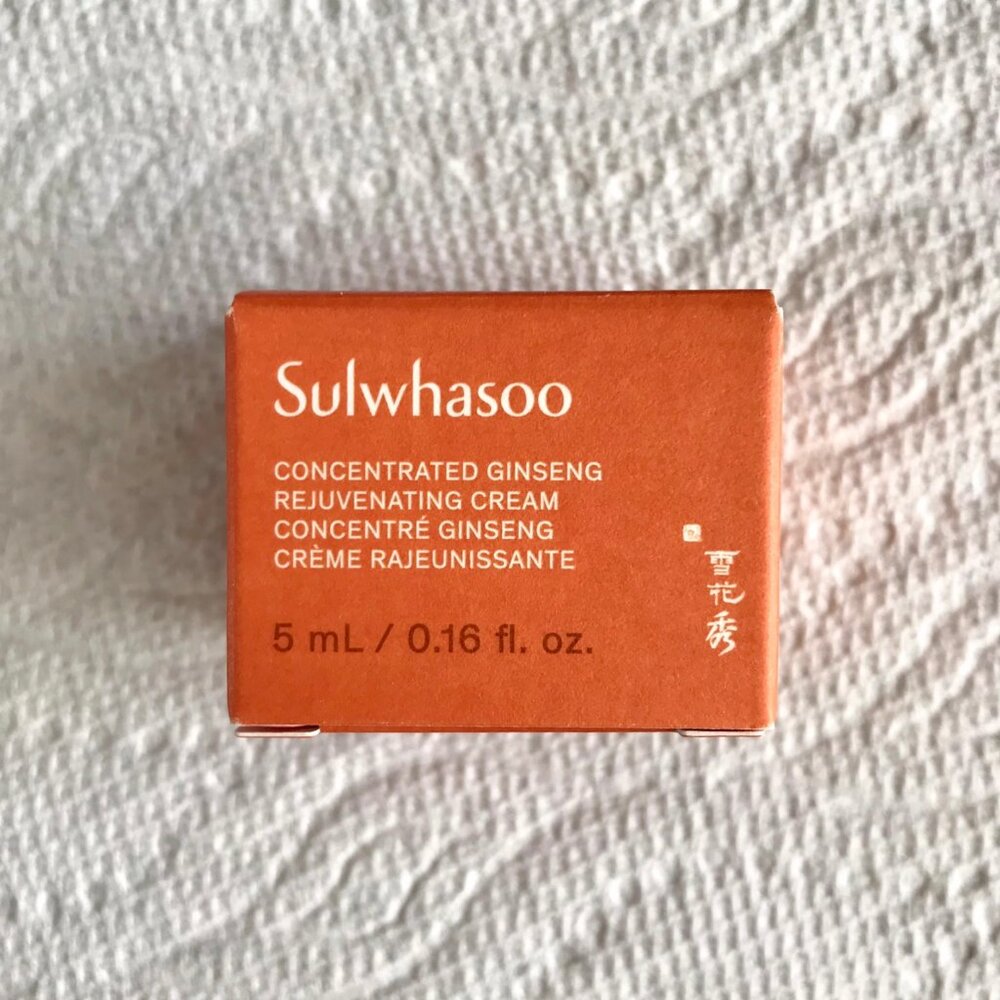 Sulwhasoo
CONCENTRATED GINSENG
REJUVENATING CREAM
CONCENTRÉ GINSENG
CRÈME RAJEUNISSANTE
5 mL / 0.16 fl. oz.
雪花秀